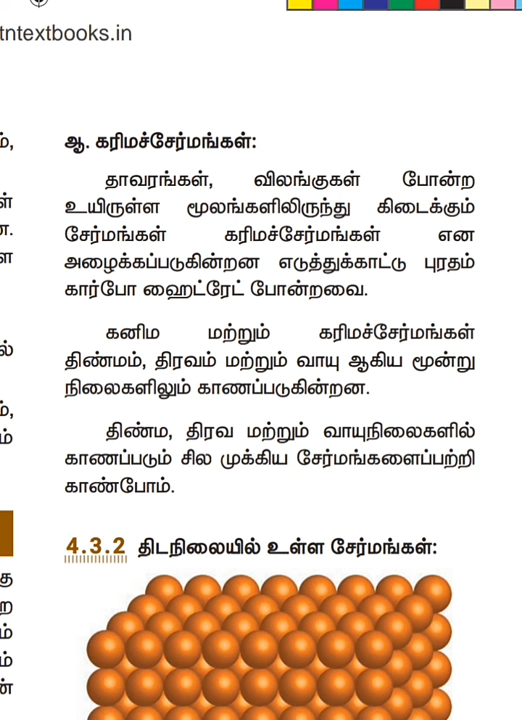 tntextbooks.in
ஆ. கரிமச்சேர்மங்கள்:
தாவரங்கள், விலங்குகள் போன்ற
உயிருள்ள மூலங்களிலிருந்து கிடைக்கும்
சேர்மங்கள் கரிமச்சேர்மங்கள் என
அழைக்கப்படுகின்றன எடுத்துக்காட்டு புரதம்
கார்போ ஹைட்ரேட் போன்றவை.
கனிம மற்றும் கரிமச்சேர்மங்கள்
திண்மம், திரவம் மற்றும் வாயு ஆகிய மூன்று
நிலைகளிலும் காணப்படுகின்றன.
திண்ம, திரவ மற்றும் வாயுநிலைகளில்
காணப்படும் சில முக்கிய சேர்மங்களைப்பற்றி
காண்போம்.
4.3.2 திடநிலையில் உள்ள சேர்மங்கள்: